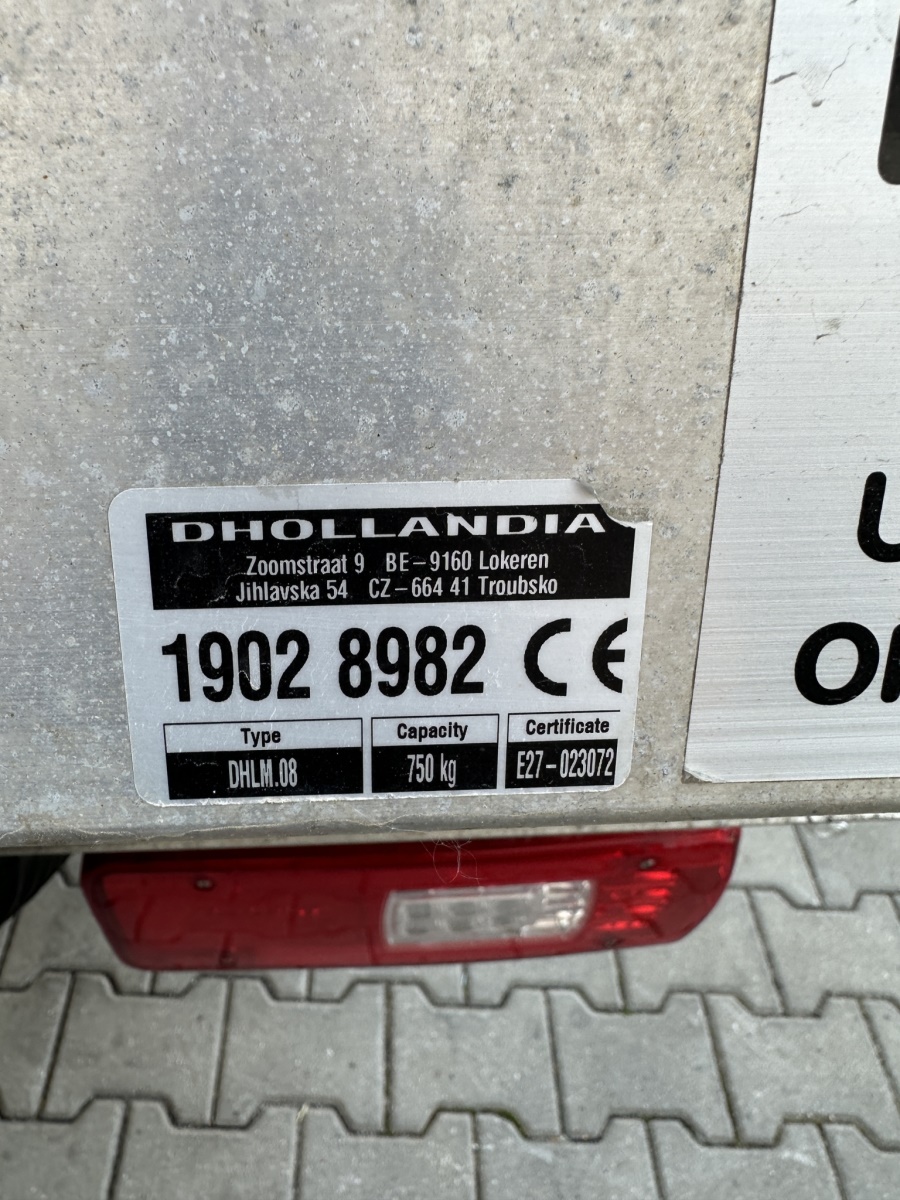 DHOLLANDIA
Zoomstraat 9 BE-9160 Lokeren
Jihlavska 54 CZ-664 41 Troubsko
1902 8982 CE
Type Capacity Certificate
DHLM.08 750 kg E27-023072